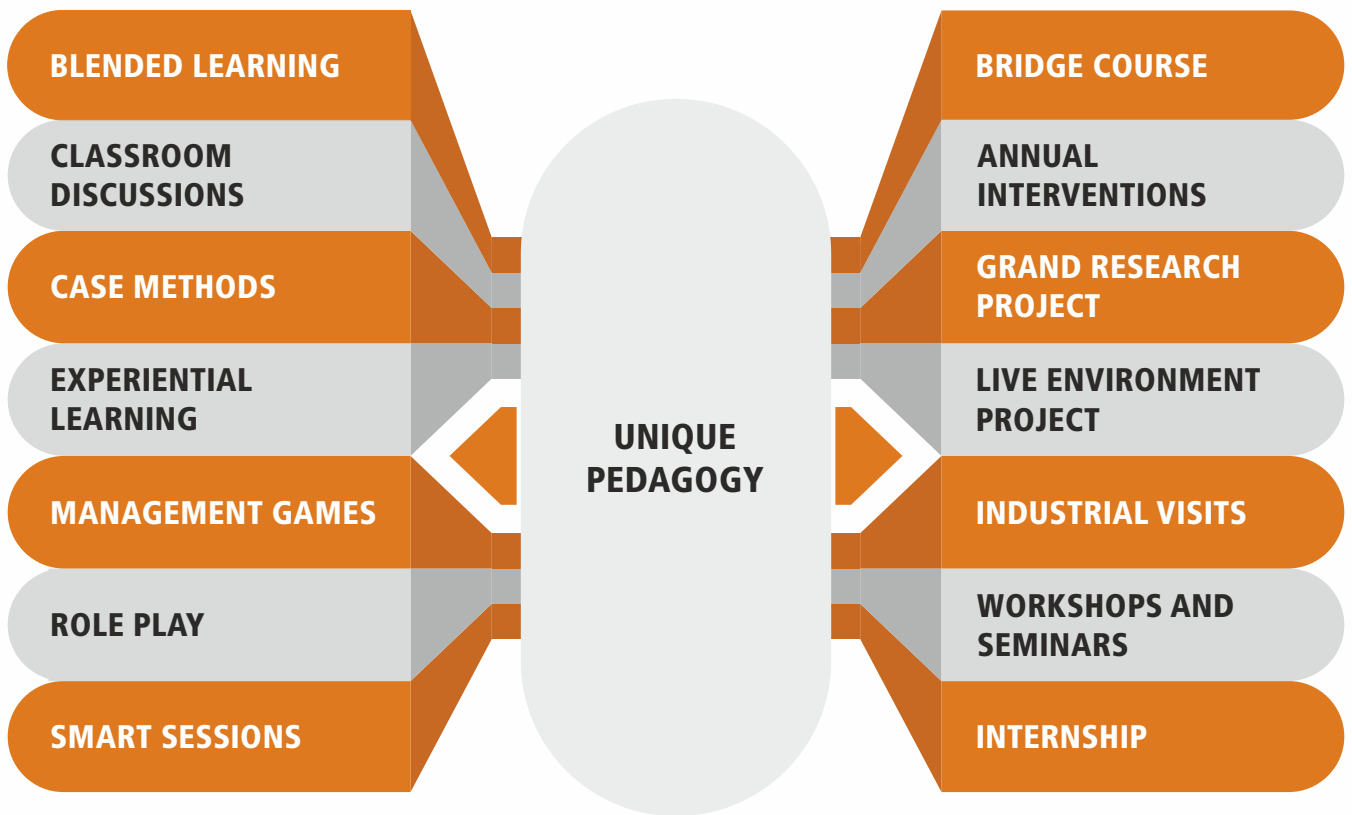 BLENDED LEARNING
CLASSROOM
DISCUSSIONS
CASE METHODS
EXPERIENTIAL
LEARNING
MANAGEMENT GAMES
ROLE PLAY
SMART SESSIONS
UNIQUE
PEDAGOGY
BRIDGE COURSE
ANNUAL
INTERVENTIONS
GRAND RESEARCH
PROJECT
LIVE ENVIRONMENT
PROJECT
INDUSTRIAL VISITS
WORKSHOPS AND
SEMINARS
INTERNSHIP